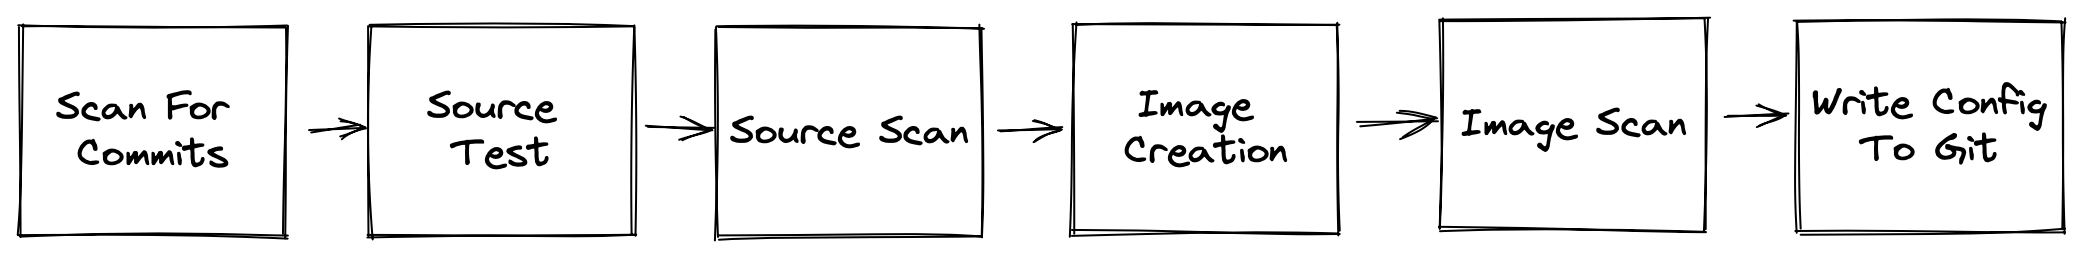 Scan For
Commits
Source
Test
Source Scan
Image
Creation
Image Scan
Write Config
To Git